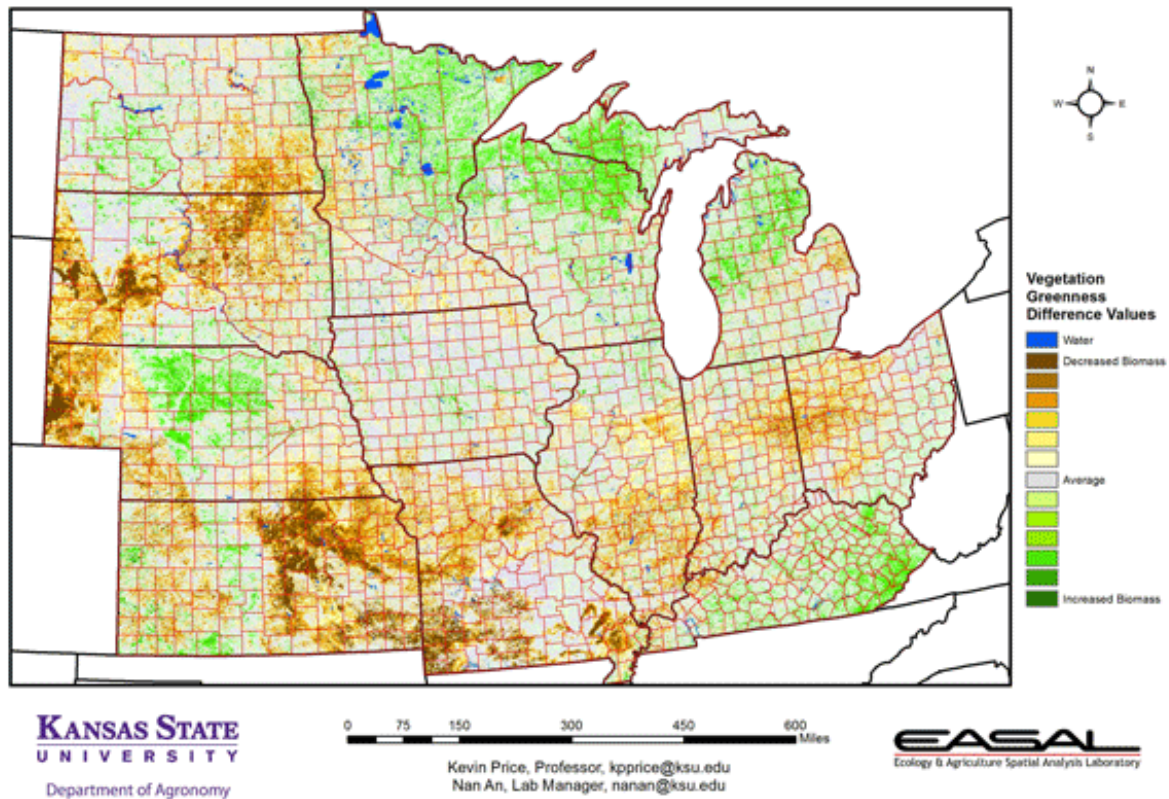 N
W
E
S
Vegetation
Greenness
Difference Values
Water
Decreased Biomass
Average
Increased Biomass
KANSAS STATE
UNIVERSITY
Department of Agronomy
0 75 150 300 450 600
Miles
Kevin Price, Professor, kpprice@ksu.edu
Nan An, Lab Manager, nanan@ksu.edu
EASAL
Ecology & Agriculture Spatial Analysis Laboratory